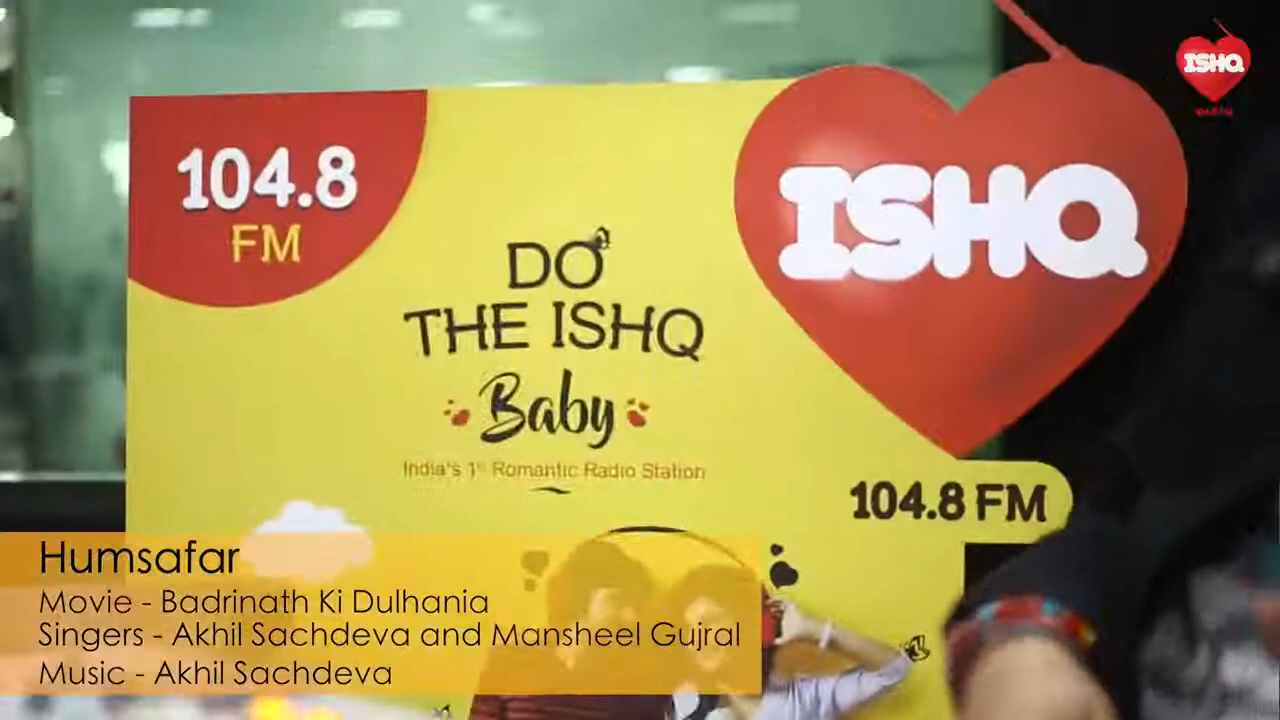 104.8
FM
DO
THE ISHQ
Baby
India's 1st Romantic Radio Station
ISHQ
104.8 FM
ISHQ
Humsafar
Movie - Badrinath Ki Dulhania
Singers - Akhil Sachdeva and Mansheel Gujral
Music - Akhil Sachdeva